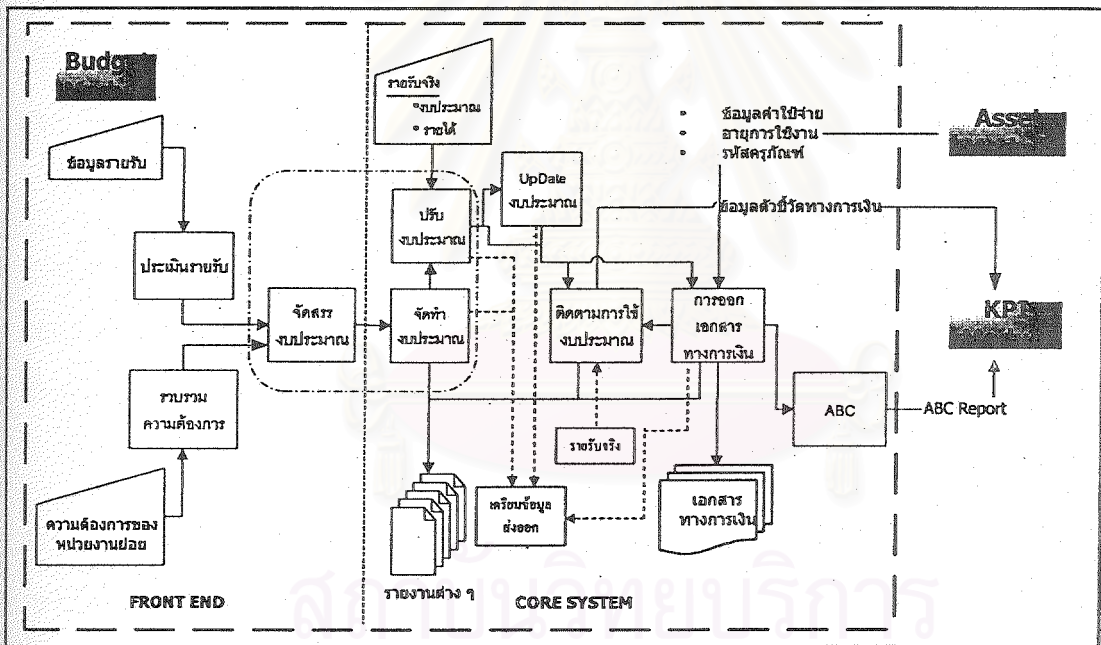 Budget
ข้อมูลรายรับ
ประเมินรายรับ
รวบรวม
ความต้องการ
ความต้องการของ
หน่วยงานย่อย
FRONT END
จัดสรร
งบประมาณ
รายรับจริง
งบประมาณ
รายได้
ปรับ
งบประมาณ
จัดทำ
งบประมาณ
UpDate
งบประมาณ
ติดตามการใช้
งบประมาณ
การออก
เอกสาร
ทางการเงิน
รายรับจริง
เตรียมข้อมูล
ส่งออก
เอกสาร
ทางการเงิน
รายงานต่าง ๆ
CORE SYSTEM
ข้อมูลค่าใช้จ่าย
อายุการใช้งาน
รหัสครุภัณฑ์
ข้อมูลตัวชี้วัดทางการเงิน
Asset
ABC
ABC Report
สถาบันวิทยบริการ